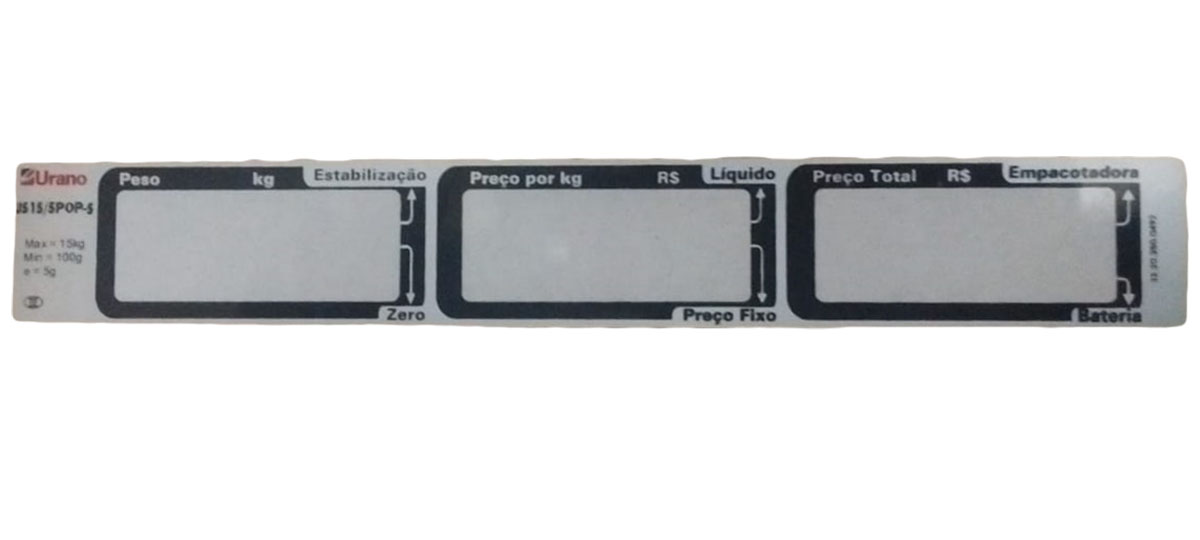 Urano
US15/5POP-S
Max = 15kg
Min = 100g
e = 5g
Peso kg Estabilização
Zero
Preço por kg R$ Líquido
Preço Fixo
Preço Total R$ Empacotadora
Bateria